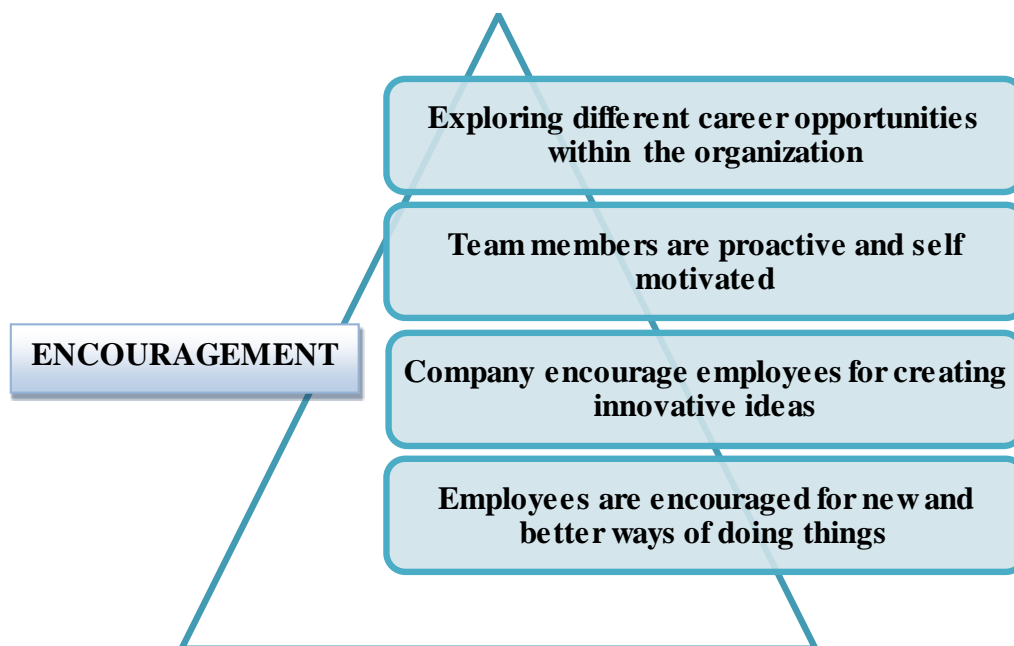 Exploring different career opportunities
within the organization
Team members are proactive and self
motivated
ENCOURAGEMENT
Company encourage employees for creating
innovative ideas
Employees are encouraged for new and
better ways of doing things